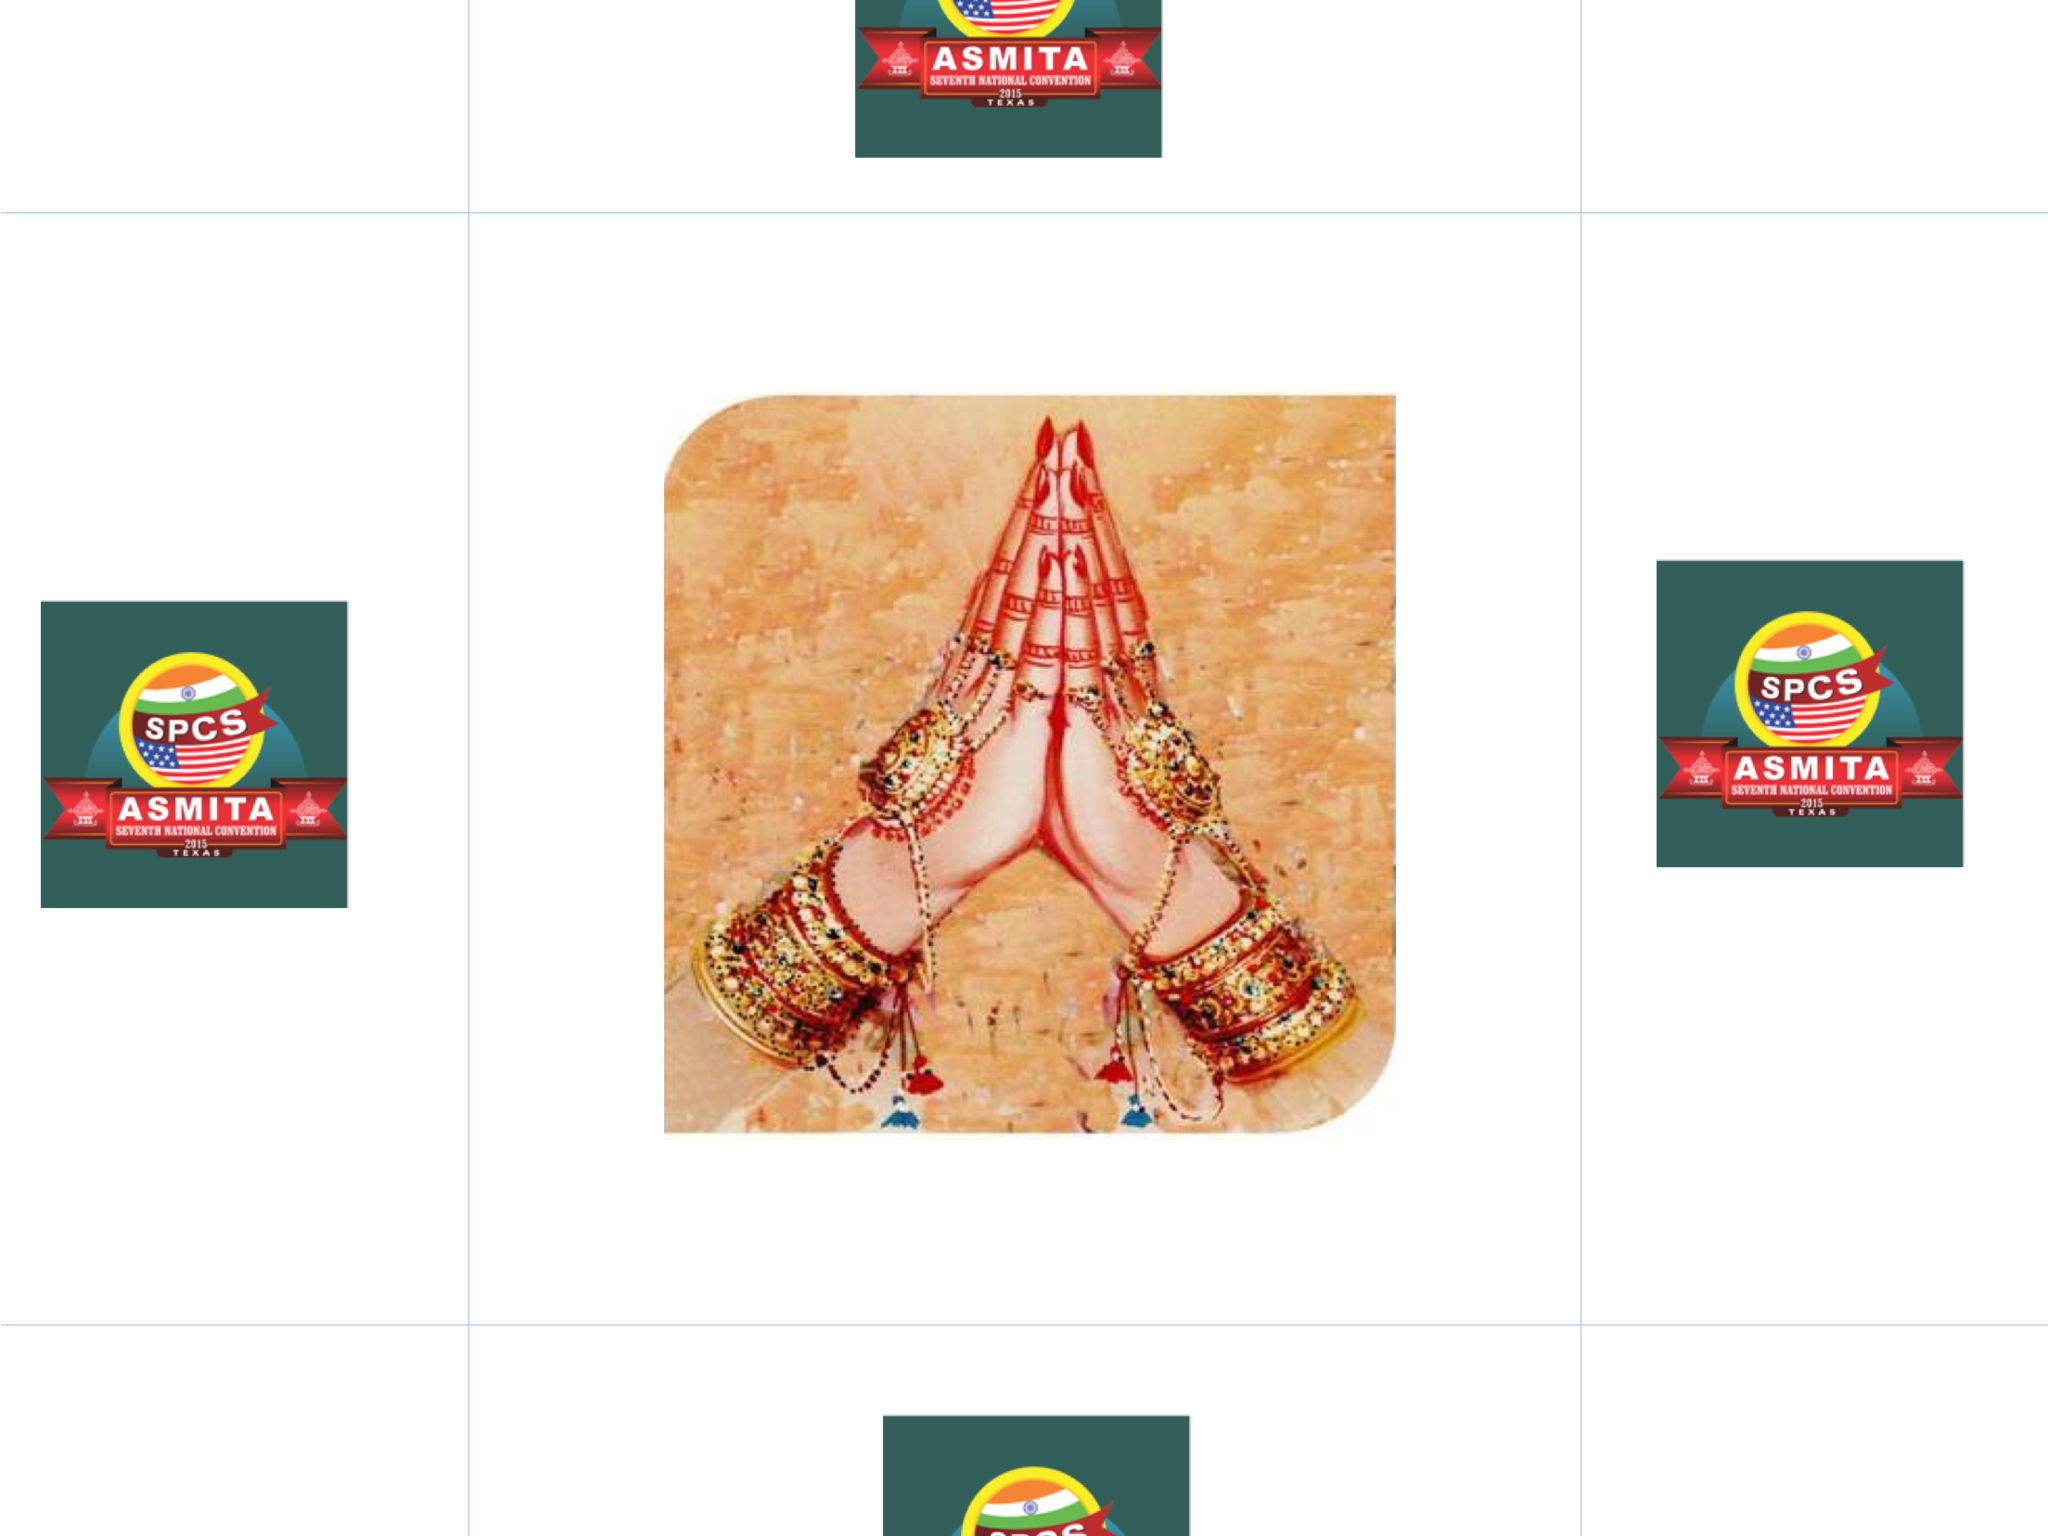 ASMITA
SEVENTH NATIONAL CONVENTION
2015
TEXAS
SPCS
ASMITA
SEVENTH NATIONAL CONVENTION
2015
TEXAS
SPCS
ASMITA
SEVENTH NATIONAL CONVENTION
2015
TEXAS
SPCS